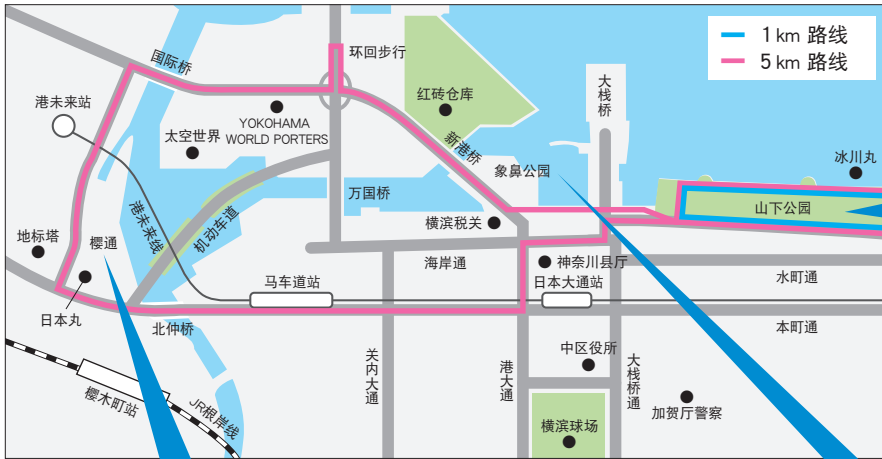 1 km 路线
5 km 路线
国际桥
环回步行
港未来站
红砖仓库
大栈桥
YOKOHAMA
WORLD PORTERS
太空世界
新港桥
象鼻公园
冰川丸
万国桥
山下公园
港未来线
机动车道
横滨税关
地标塔
樱通
海岸通
神奈川县厅
水町通
马车道站
日本大通站
日本丸
北仲桥
本町通
关内大通
港大通
中区役所
大栈桥通
樱木町站
JR根岸线
加贺厅警察
横滨球场